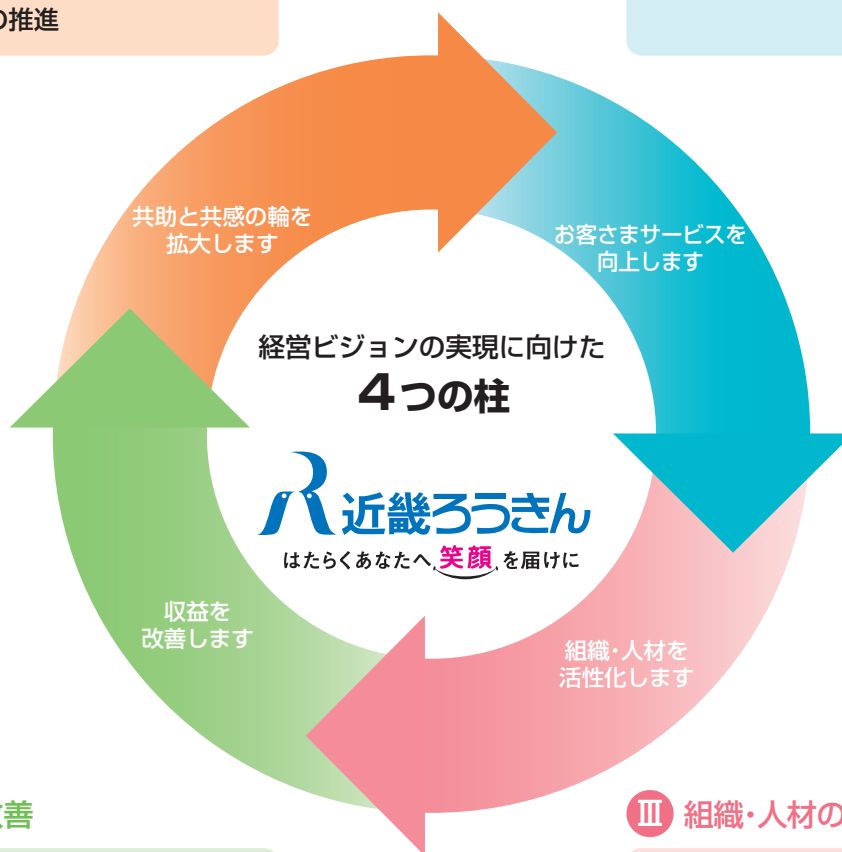 の推進
共助と共感の輪を
拡大します
お客さまサービスを
向上します
経営ビジョンの実現に向けた
4つの柱
近畿ろうきん
はたらくあなたへ 笑顔 を届けに
収益を
改善します
組織・人材を
活性化します
善
Ⅲ 組織・人材の